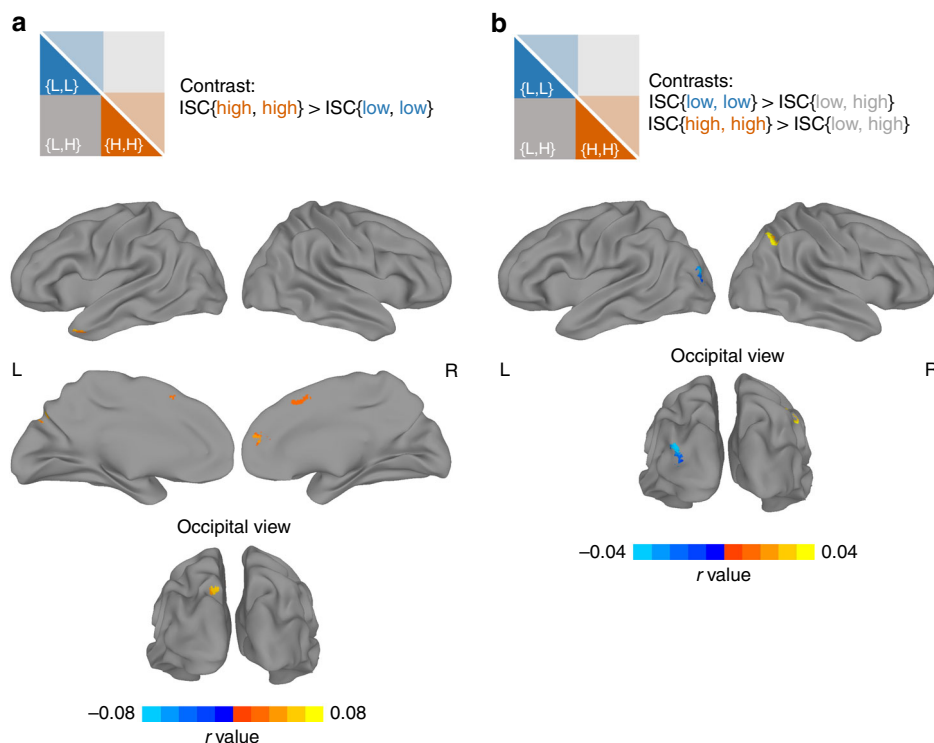 a
{L,L}
{L,H} {H,H}
Contrast:
ISC{high, high} > ISC{low, low}
L R
Occipital view
–0.08 0.08
r value
b
{L,L}
{L,H} {H,H}
Contrasts:
ISC{low, low} > ISC{low, high}
ISC{high, high} > ISC{low, high}
L R
Occipital view
–0.04 0.04
r value